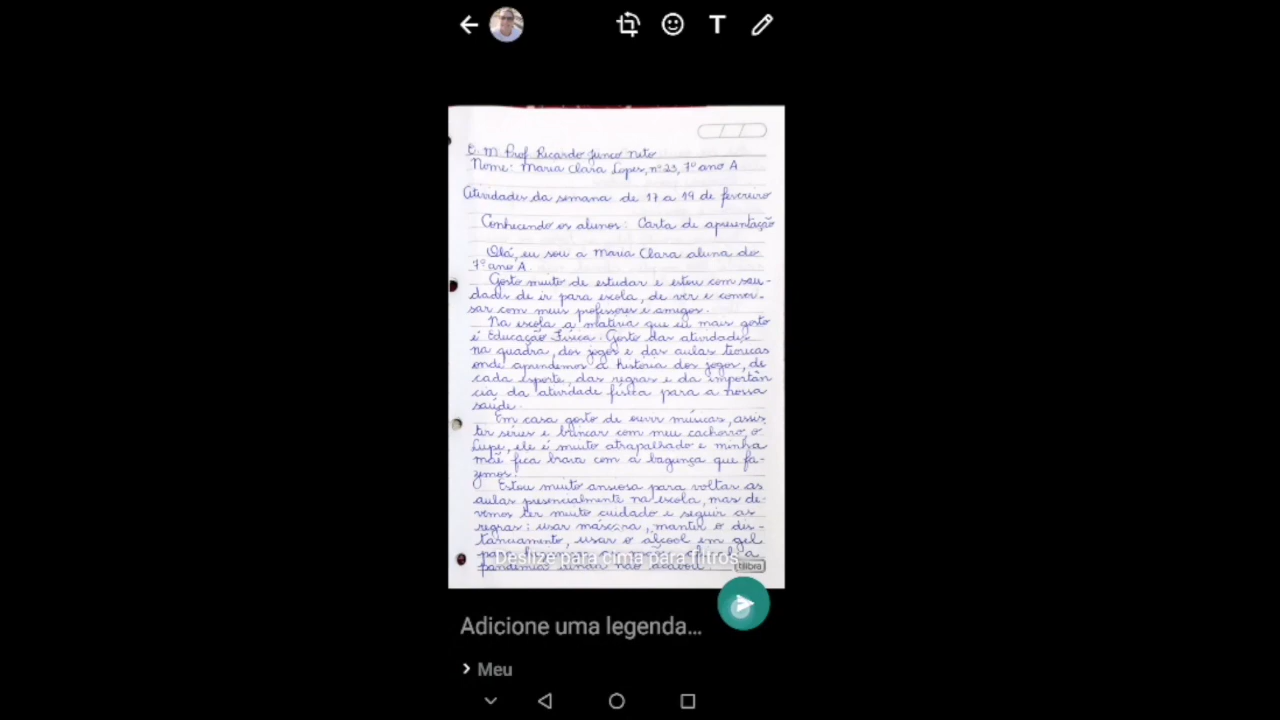 T
E. M Prof Ricardo Junco Neto
Nome: Maria Clara Lopes, nº 23, 7º ano A
Atividades da semana de 17 a 19 de fevereiro
Conhecendo os alunos: Carta de apresentação
Olá, eu sou a Maria Clara aluna do
7º ano A.
Gosto muito de estudar e estou com sau-
dades de ir para escola, de ver e conver-
sar com meus professores e amigos.
Na escola a matéria que eu mais gosto
é Educação Física. Gosto das atividades
na quadra, dos jogos e das aulas teóricas
onde aprendemos a história dos jogos, de
cada esporte, das regras e da importân
cia da atividade física para a nossa
saúde.
Em casa gosto de ouvir músicas, assis
tir séries e brincar com meu cachorro, o
Lupi, ele é muito atrapalhado e minha
mãe fica brava com a bagunça que fa-
zemos.
Estou muito ansiosa para voltar as
aulas presencialmente na escola, mas de-
vemos ter muito cuidado e seguir as
regras: usar máscara, manter o dis-
tanciamento, usar o álcool em gel
para a
Deslize para cima para filtros
pandemia ainda não acabou.
tilibra
Adicione uma legenda...
Meu